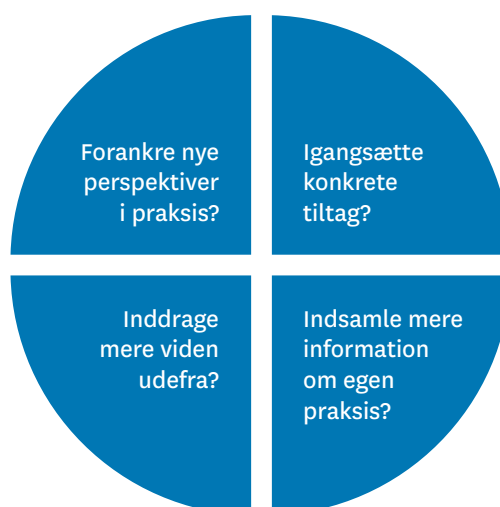 Forankre nye
perspektiver
i praksis?
Igangsætte
konkrete
tiltag?
Inddrage
mere viden
udefra?
Indsamle mere
information
om egen
praksis?